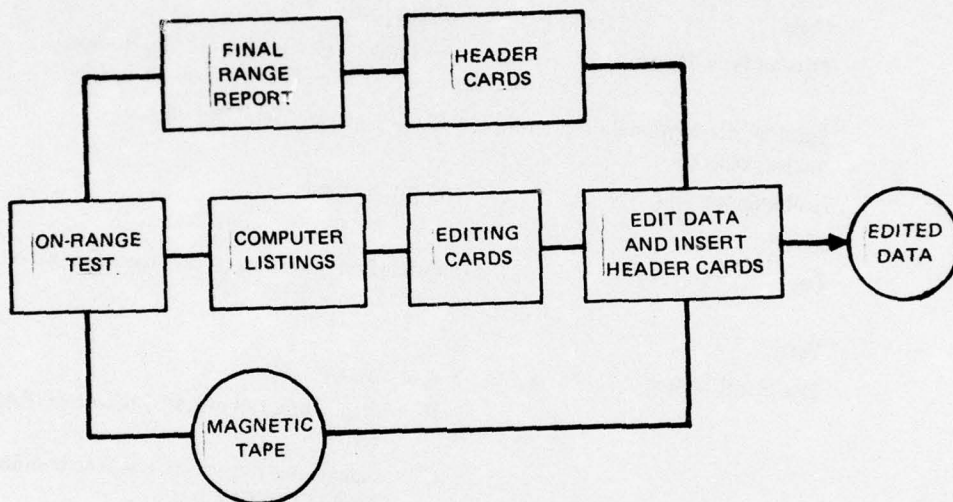 FINAL
RANGE
REPORT
HEADER
CARDS
ON-RANGE
TEST
COMPUTER
LISTINGS
EDITING
CARDS
EDIT DATA
AND INSERT
HEADER CARDS
EDITED
DATA
MAGNETIC
TAPE